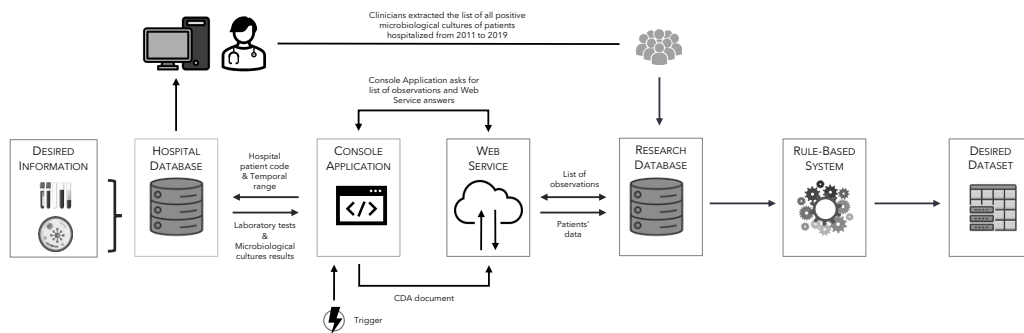 Clinicians extracted the list of all positive
microbiological cultures of patients
hospitalized from 2011 to 2019
Console Application asks for
list of observations and Web
Service answers
DESIRED
INFORMATION
HOSPITAL
DATABASE
Hospital
patient code
& Temporal
range
Laboratory tests
&
Microbiological
cultures results
CONSOLE
APPLICATION
WEB
SERVICE
List of
observations
Patients'
data
RESEARCH
DATABASE
RULE-BASED
SYSTEM
DESIRED
DATASET
CDA document
Trigger